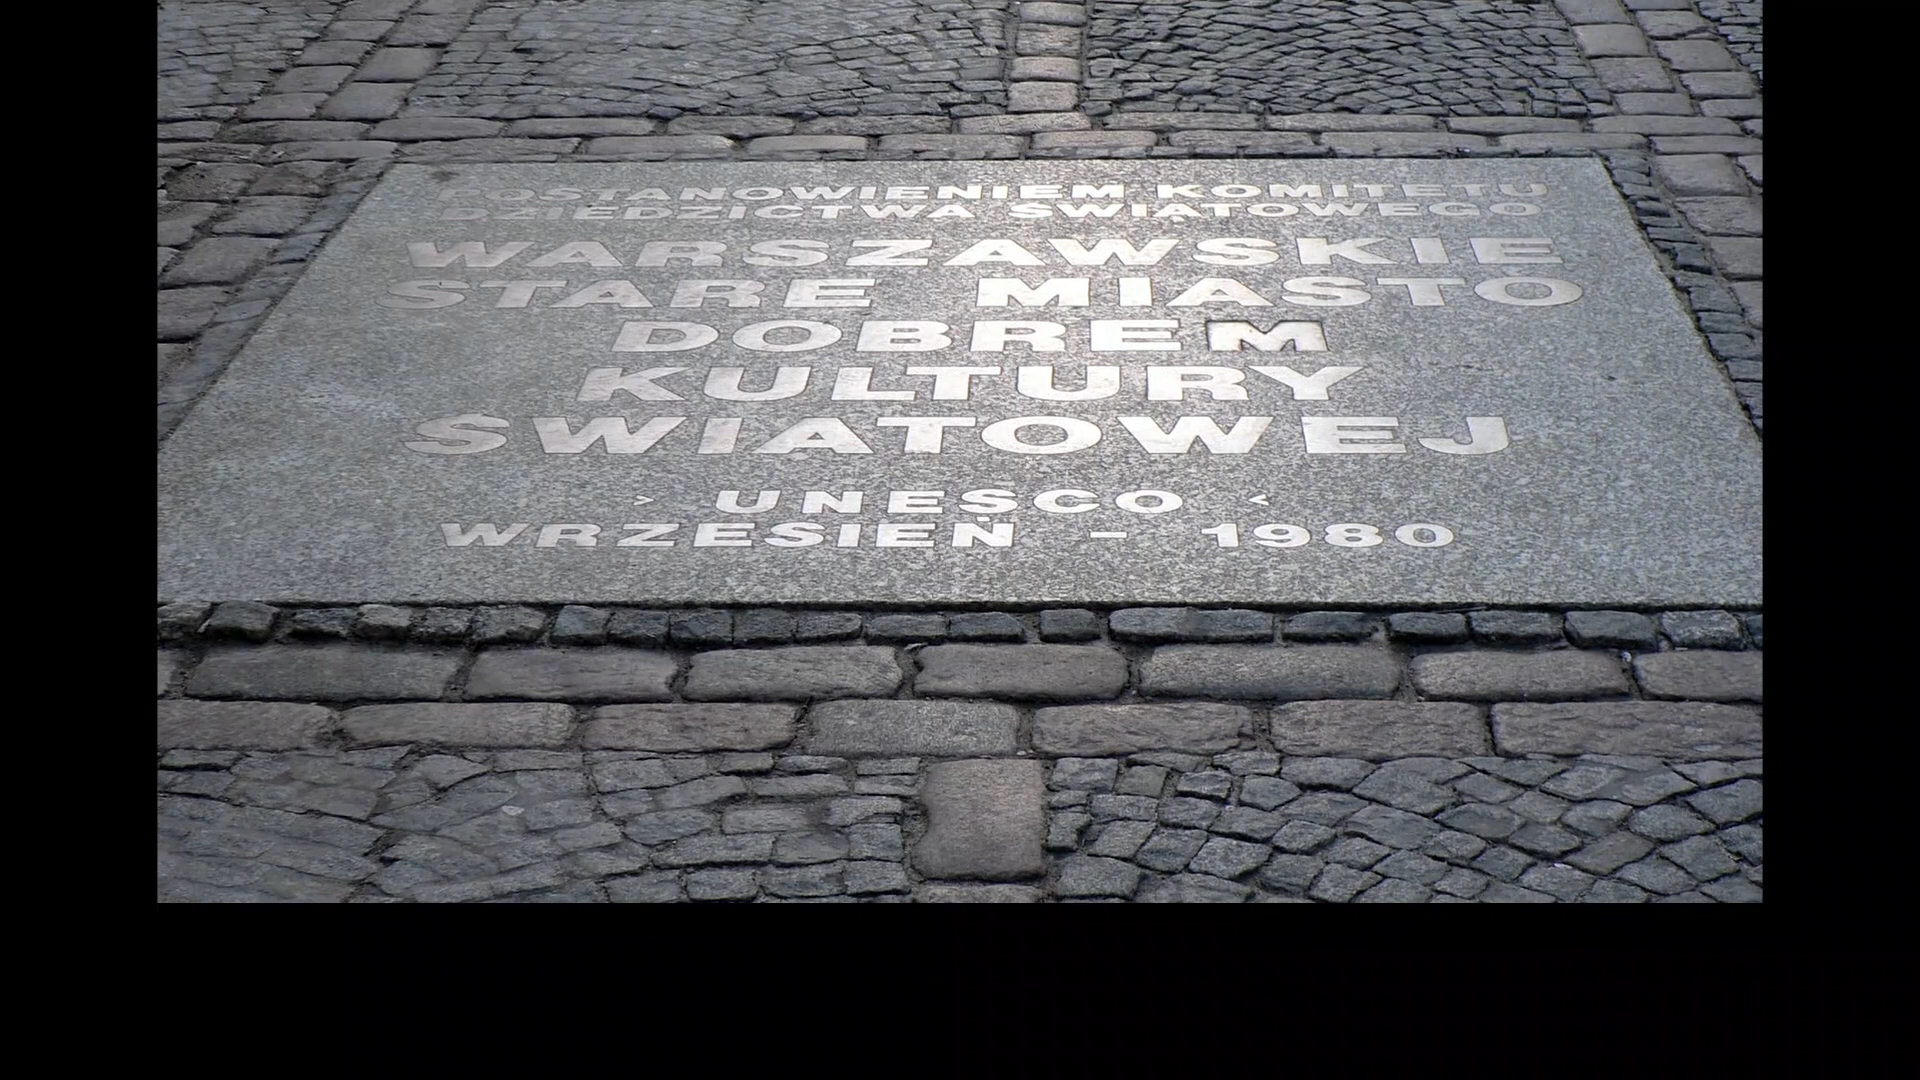 POSTANOWIENIEM KOMITETU
DZIEDZICTWA ŚWIATOWEGO
WARSZAWSKIE
STARE MIASTO
DOBREM
KULTURY
ŚWIATOWEJ
> UNESCO <
WRZESIEŃ - 1980